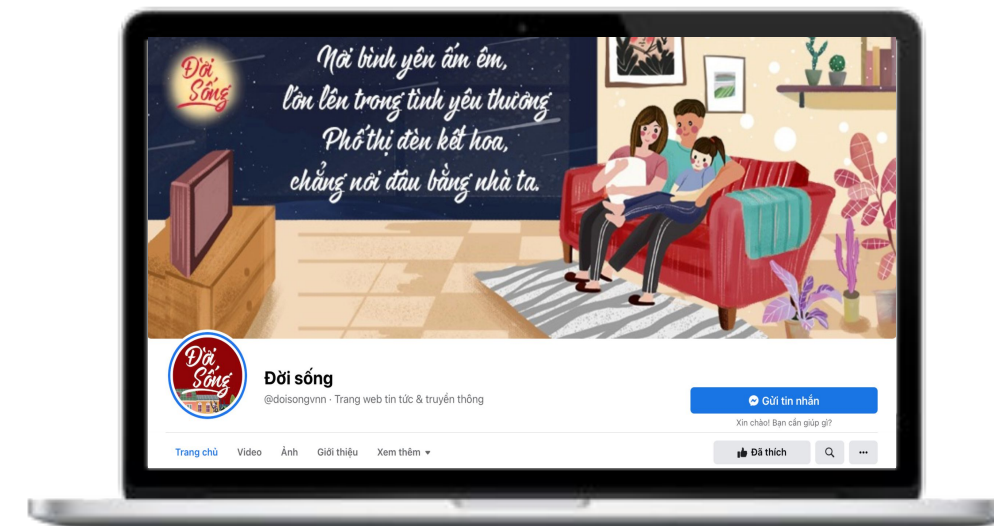 Đời
Sống
Nơi bình yên ấm êm,
lớn lên trong tình yêu thương
Phố thị đèn kết hoa,
chẳng nơi đâu bằng nhà ta.
Đời
Sống
Đời sống
@doisongvnn · Trang web tin tức & truyền thông
Gửi tin nhắn
Xin chào! Bạn cần giúp gì?
Trang chủ Video Ảnh Giới thiệu Xem thêm
Đã thích